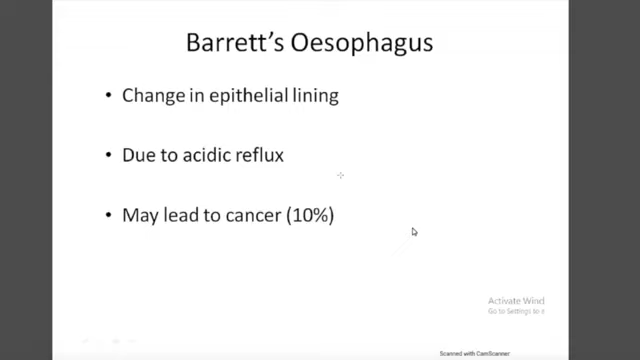 Barrett's Oesophagus
• Change in epithelial lining
• Due to acidic reflux
• May lead to cancer (10%)
Activate Wind
Go to Settings to a
Scanned with CamScanner